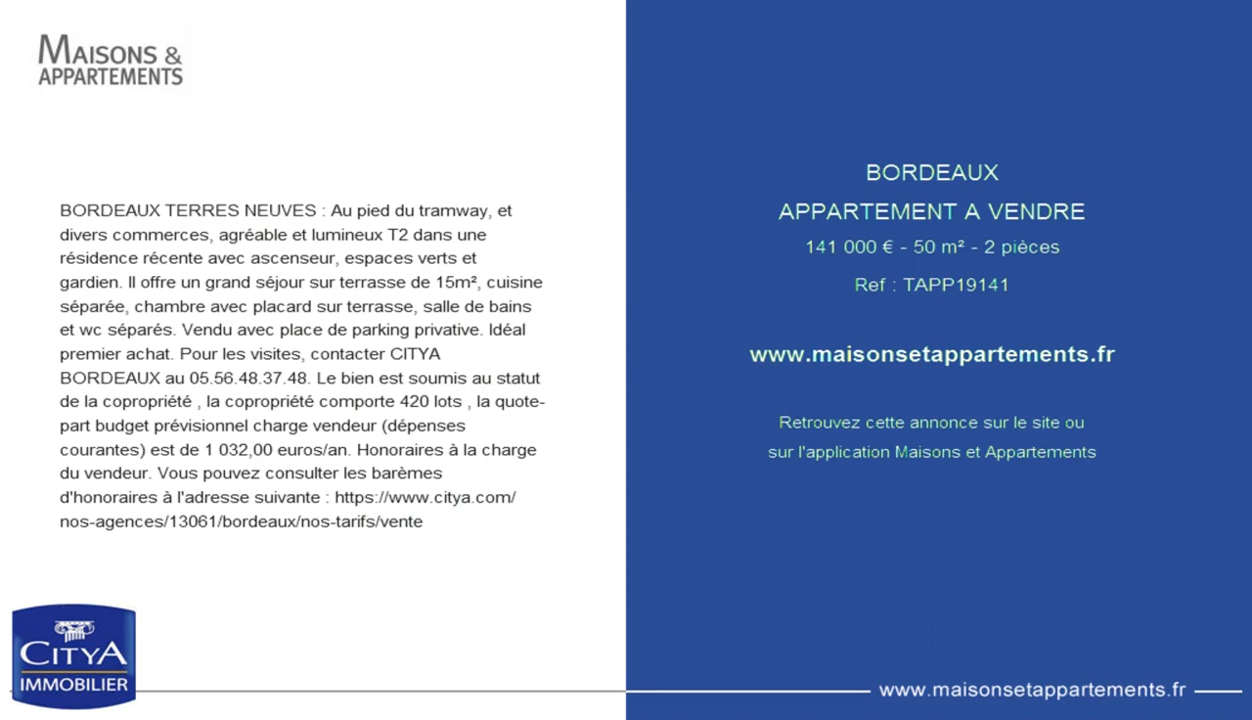 MAISONS &
APPARTEMENTS
BORDEAUX TERRES NEUVES : Au pied du tramway, et
divers commerces, agréable et lumineux T2 dans une
résidence récente avec ascenseur, espaces verts et
gardien. Il offre un grand séjour sur terrasse de 15m², cuisine
séparée, chambre avec placard sur terrasse, salle de bains
et wc séparés. Vendu avec place de parking privative. Idéal
premier achat. Pour les visites, contacter CITYA
BORDEAUX au 05.56.48.37.48. Le bien est soumis au statut
de la copropriété , la copropriété comporte 420 lots , la quote-
part budget prévisionnel charge vendeur (dépenses
courantes) est de 1 032,00 euros/an. Honoraires à la charge
du vendeur. Vous pouvez consulter les barèmes
d'honoraires à l'adresse suivante : https://www.citya.com/
nos-agences/13061/bordeaux/nos-tarifs/vente
CITYA
IMMOBILIER
BORDEAUX
APPARTEMENT A VENDRE
141 000 € - 50 m² - 2 pièces
Ref : TAPP19141
www.maisonsetappartements.fr
Retrouvez cette annonce sur le site ou
sur l'application Maisons et Appartements
www.maisonsetappartements.fr